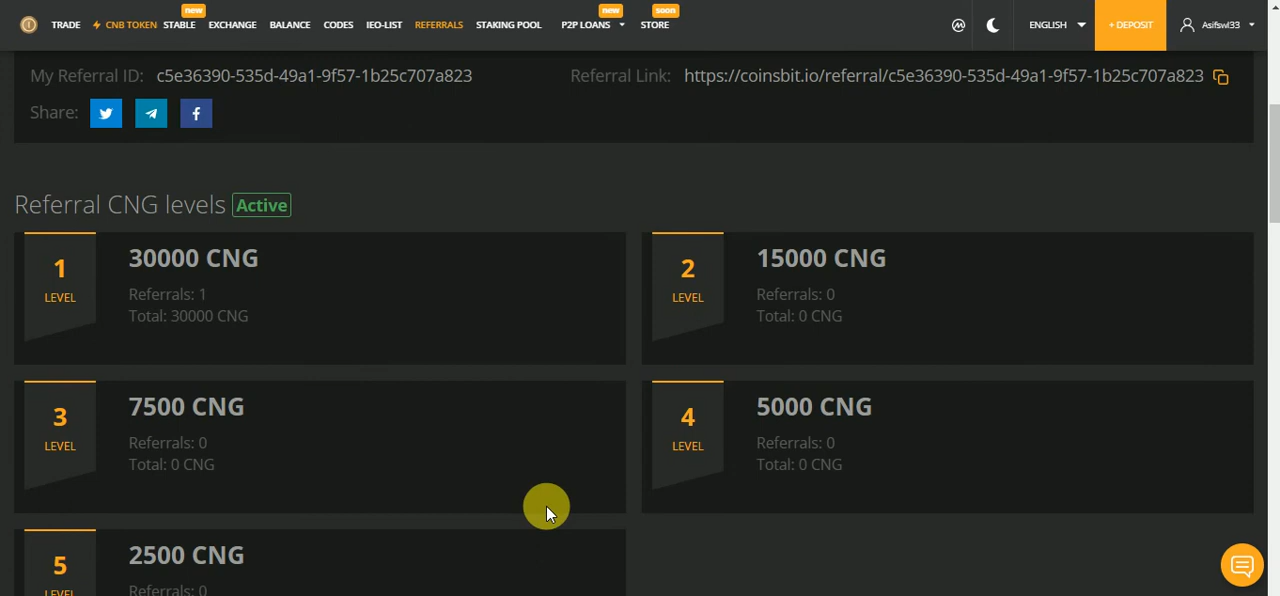 new new soon
TRADE CNB TOKEN STABLE EXCHANGE BALANCE CODES IEO-LIST REFERRALS STAKING POOL P2P LOANS STORE ENGLISH + DEPOSIT Asifswl33
My Referral ID: c5e36390-535d-49a1-9f57-1b25c707a823 Referral Link: https://coinsbit.io/referral/c5e36390-535d-49a1-9f57-1b25c707a823
Share:
Referral CNG levels Active
1 LEVEL
30000 CNG
Referrals: 1
Total: 30000 CNG
2 LEVEL
15000 CNG
Referrals: 0
Total: 0 CNG
3 LEVEL
7500 CNG
Referrals: 0
Total: 0 CNG
4 LEVEL
5000 CNG
Referrals: 0
Total: 0 CNG
5 LEVEL
2500 CNG
Referrals: 0